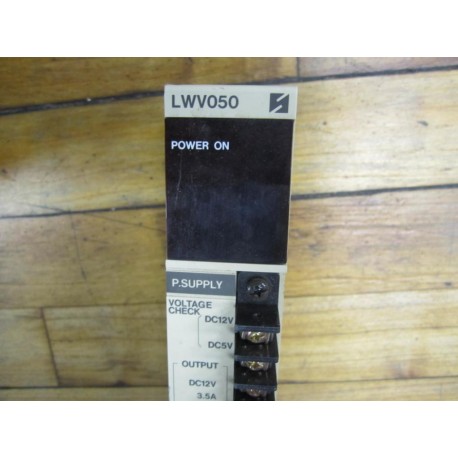 LWV050
POWER ON
P.SUPPLY
VOLTAGE
CHECK
DC12V
DC5V
OUTPUT
DC12V
3.5A